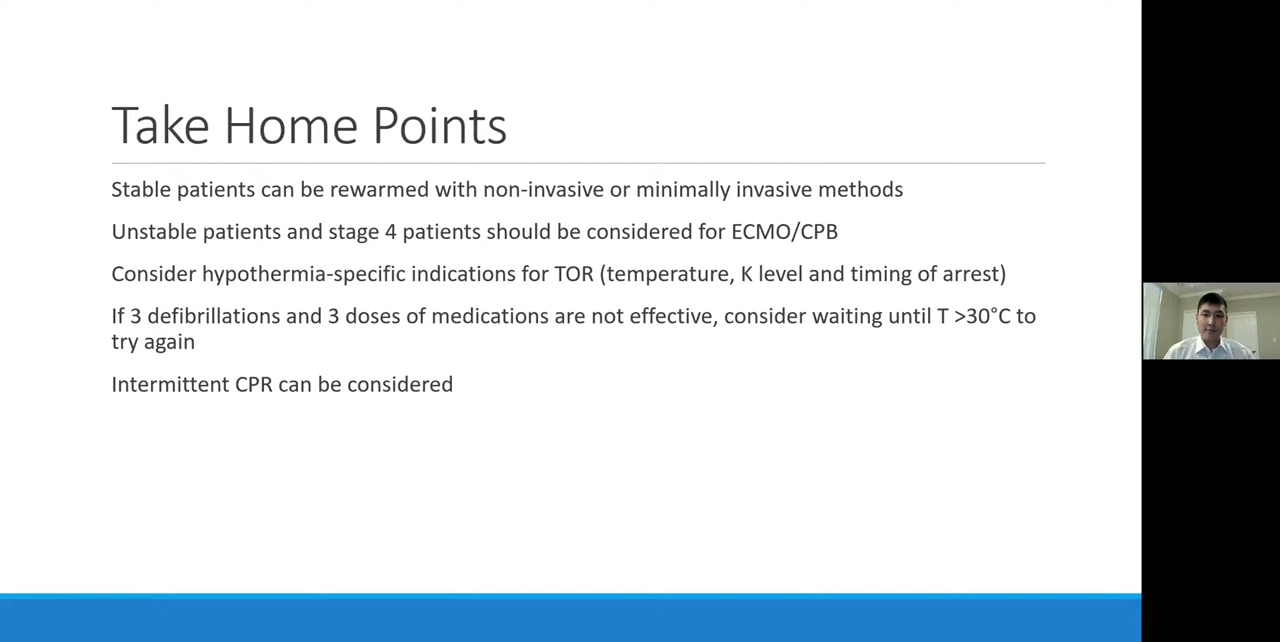 Take Home Points
Stable patients can be rewarmed with non-invasive or minimally invasive methods
Unstable patients and stage 4 patients should be considered for ECMO/CPB
Consider hypothermia-specific indications for TOR (temperature, K level and timing of arrest)
If 3 defibrillations and 3 doses of medications are not effective, consider waiting until T >30°C to
try again
Intermittent CPR can be considered